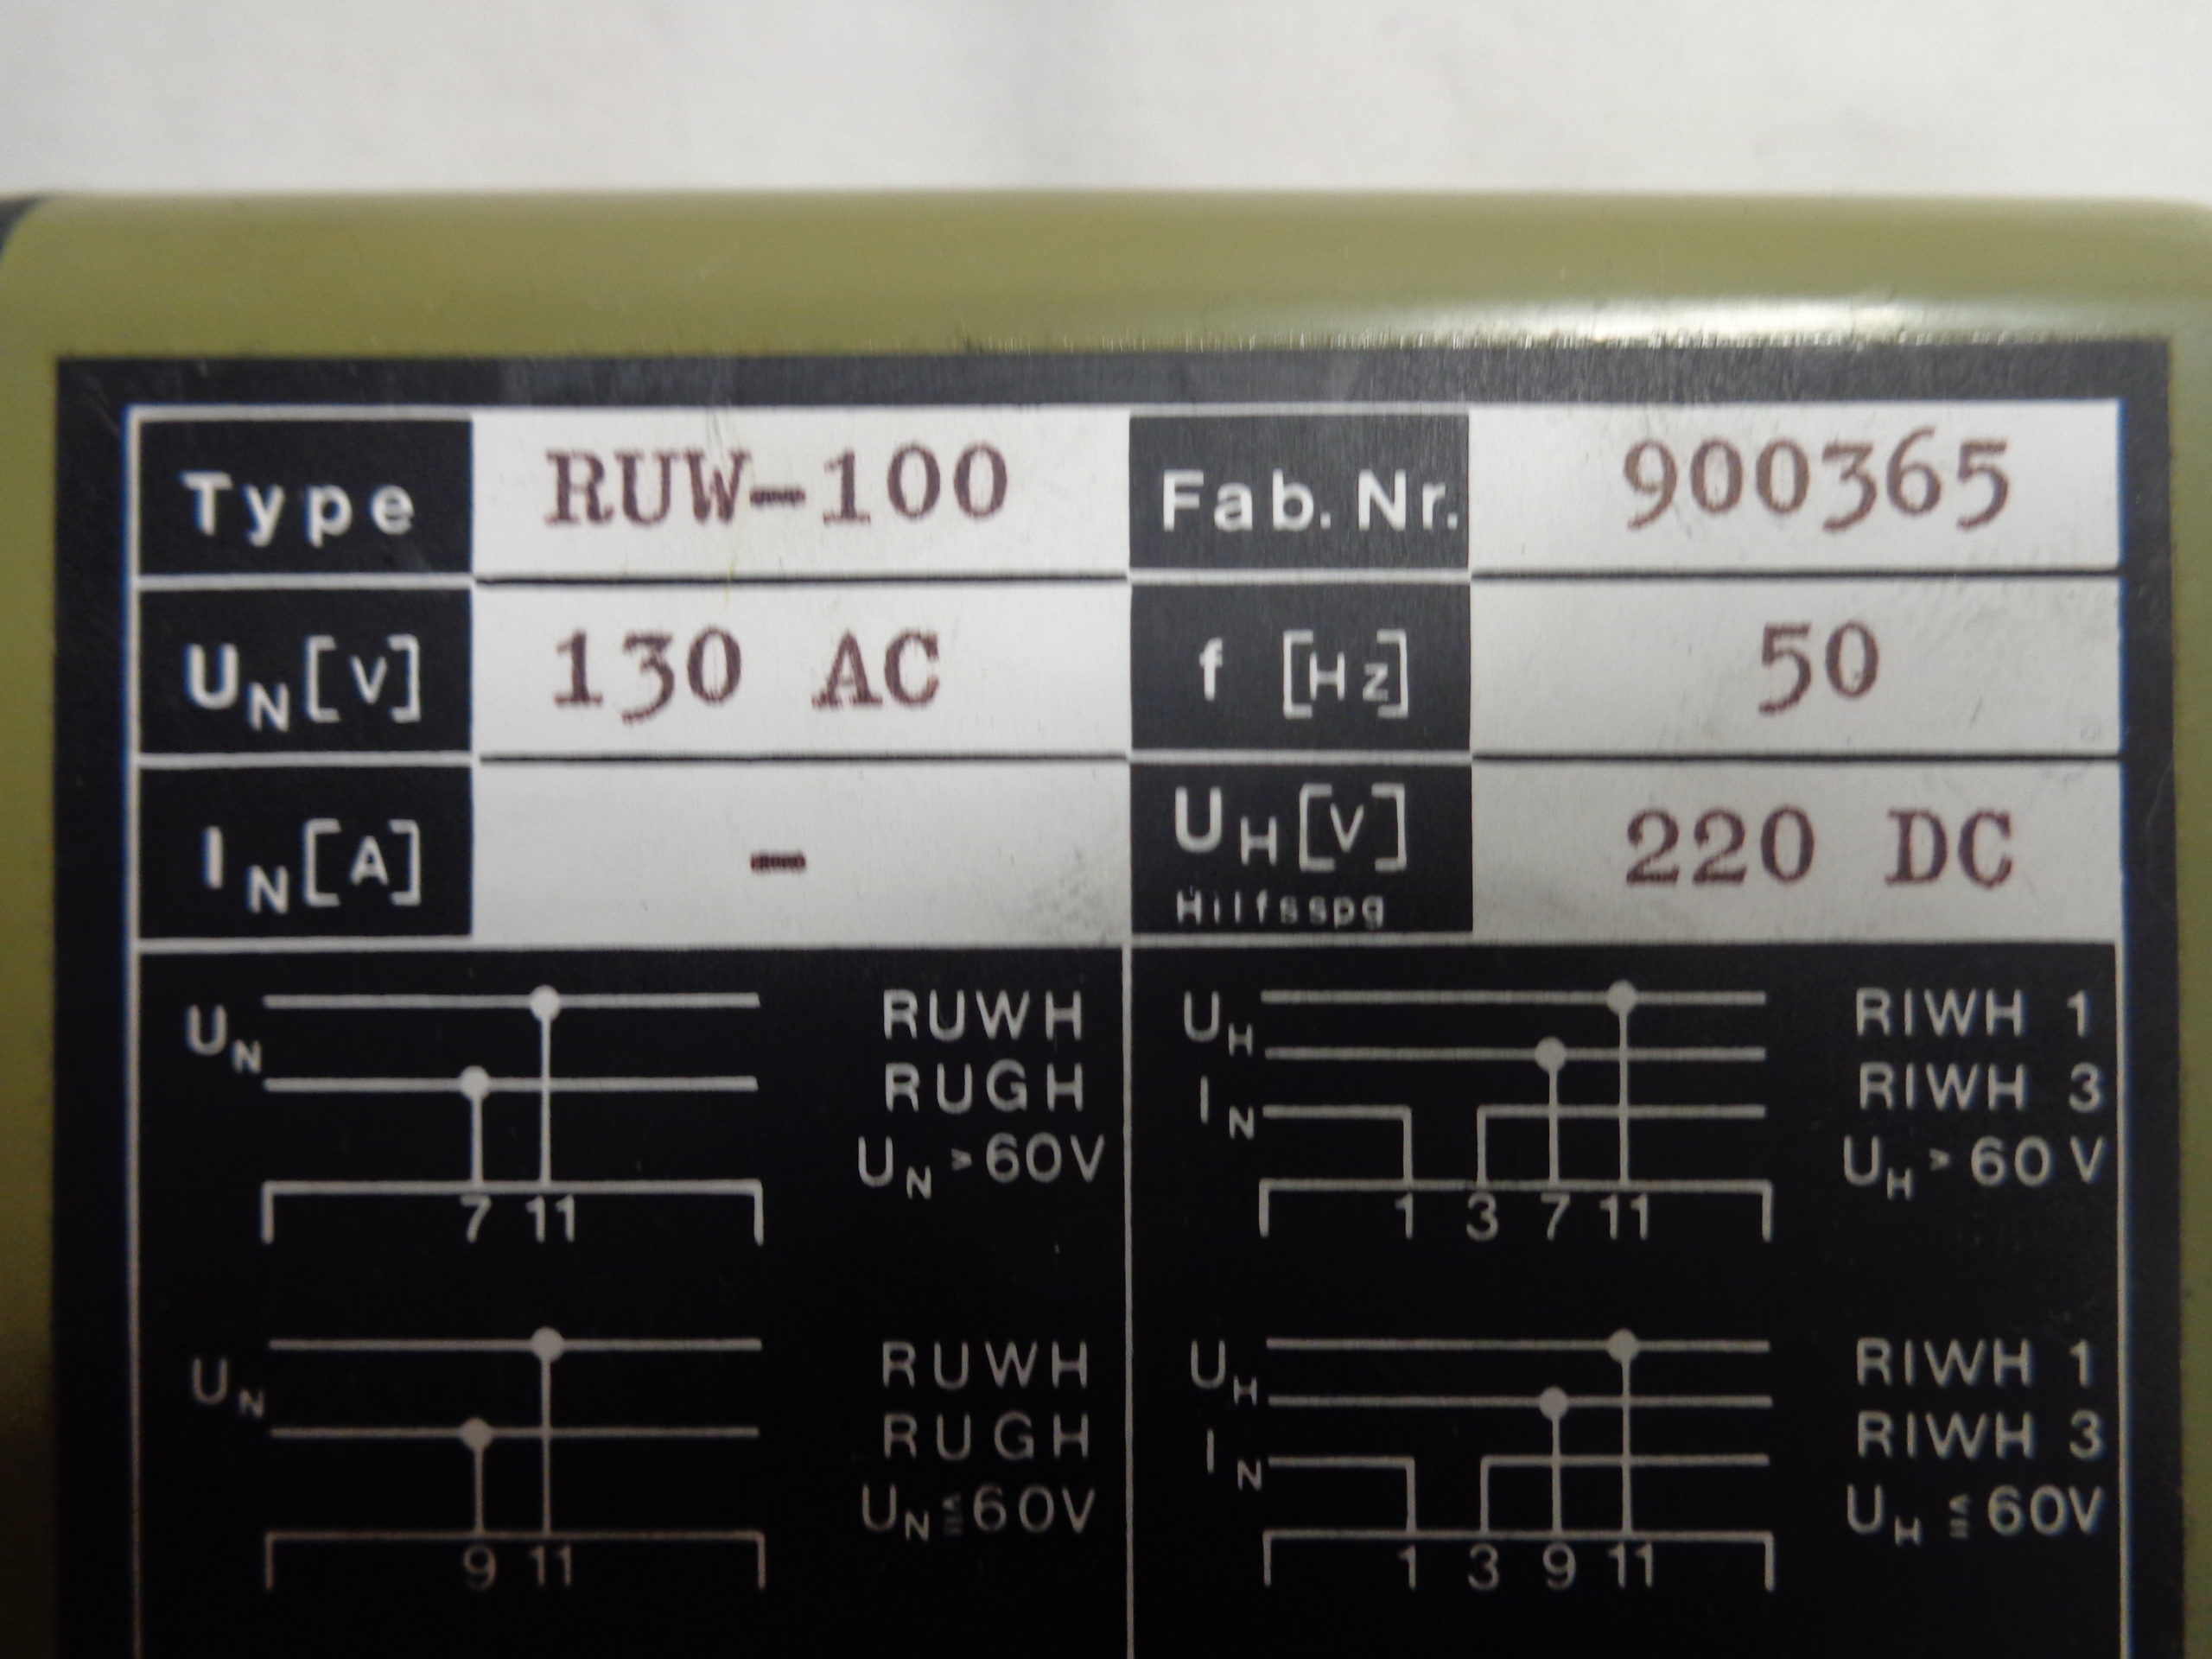 Type RUW-100 Fab. Nr. 900365
UN [V] 130 AC f [Hz] 50
IN [A] - UH [V] 220 DC
Hilfsspg
UN
RUWH
RUGH
UN > 60V
7 11
UH
IN
RIWH 1
RIWH 3
UH > 60 V
1 3 7 11
UN
RUWH
RUGH
UN ≤ 60V
9 11
UH
IN
RIWH 1
RIWH 3
UH ≤ 60V
1 3 9 11